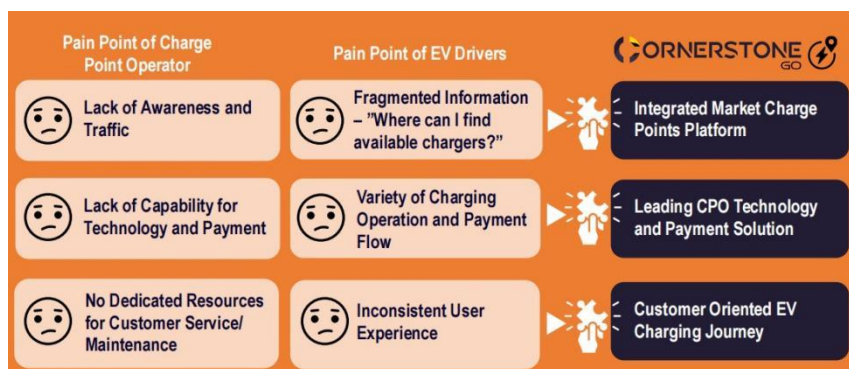 Pain Point of Charge
Point Operator
Pain Point of EV Drivers
CORNERSTONE
GO
Lack of Awareness and
Traffic
Fragmented Information
– ”Where can I find
available chargers?”
Integrated Market Charge
Points Platform
Lack of Capability for
Technology and Payment
Variety of Charging
Operation and Payment
Flow
Leading CPO Technology
and Payment Solution
No Dedicated Resources
for Customer Service/
Maintenance
Inconsistent User
Experience
Customer Oriented EV
Charging Journey